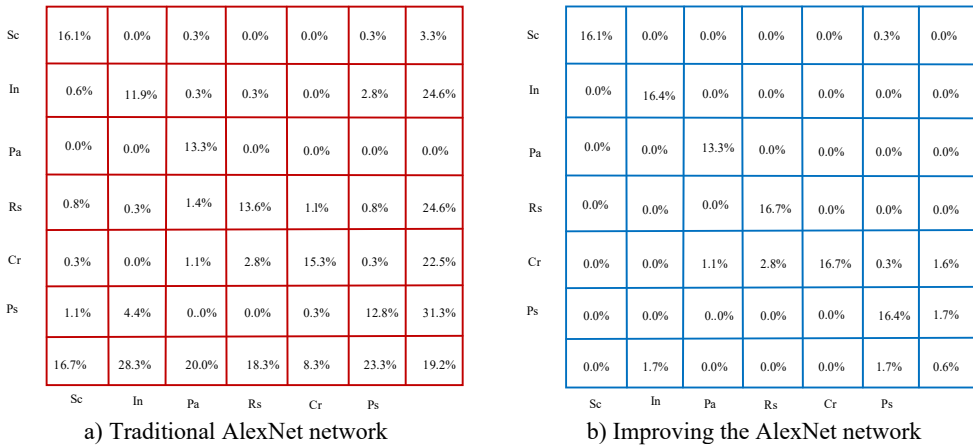 Sc 16.1% 0.0% 0.3% 0.0% 0.0% 0.3% 3.3%
In 0.6% 11.9% 0.3% 0.3% 0.0% 2.8% 24.6%
Pa 0.0% 0.0% 13.3% 0.0% 0.0% 0.0% 0.0%
Rs 0.8% 0.3% 1.4% 13.6% 1.l% 0.8% 24.6%
Cr 0.3% 0.0% 1.1% 2.8% 15.3% 0.3% 22.5%
Ps 1.1% 4.4% 0..0% 0.0% 0.3% 12.8% 31.3%
16.7% 28.3% 20.0% 18.3% 8.3% 23.3% 19.2%
Sc In Pa Rs Cr Ps
a) Traditional AlexNet network
Sc 16.1% 0.0% 0.0% 0.0% 0.0% 0.3% 0.0%
In 0.0% 16.4% 0.0% 0.0% 0.0% 0.0% 0.0%
Pa 0.0% 0.0% 13.3% 0.0% 0.0% 0.0% 0.0%
Rs 0.0% 0.0% 0.0% 16.7% 0.0% 0.0% 0.0%
Cr 0.0% 0.0% 1.1% 2.8% 16.7% 0.3% 1.6%
Ps 0.0% 0.0% 0..0% 0.0% 0.0% 16.4% 1.7%
0.0% 1.7% 0.0% 0.0% 0.0% 1.7% 0.6%
Sc In Pa Rs Cr Ps
b) Improving the AlexNet network